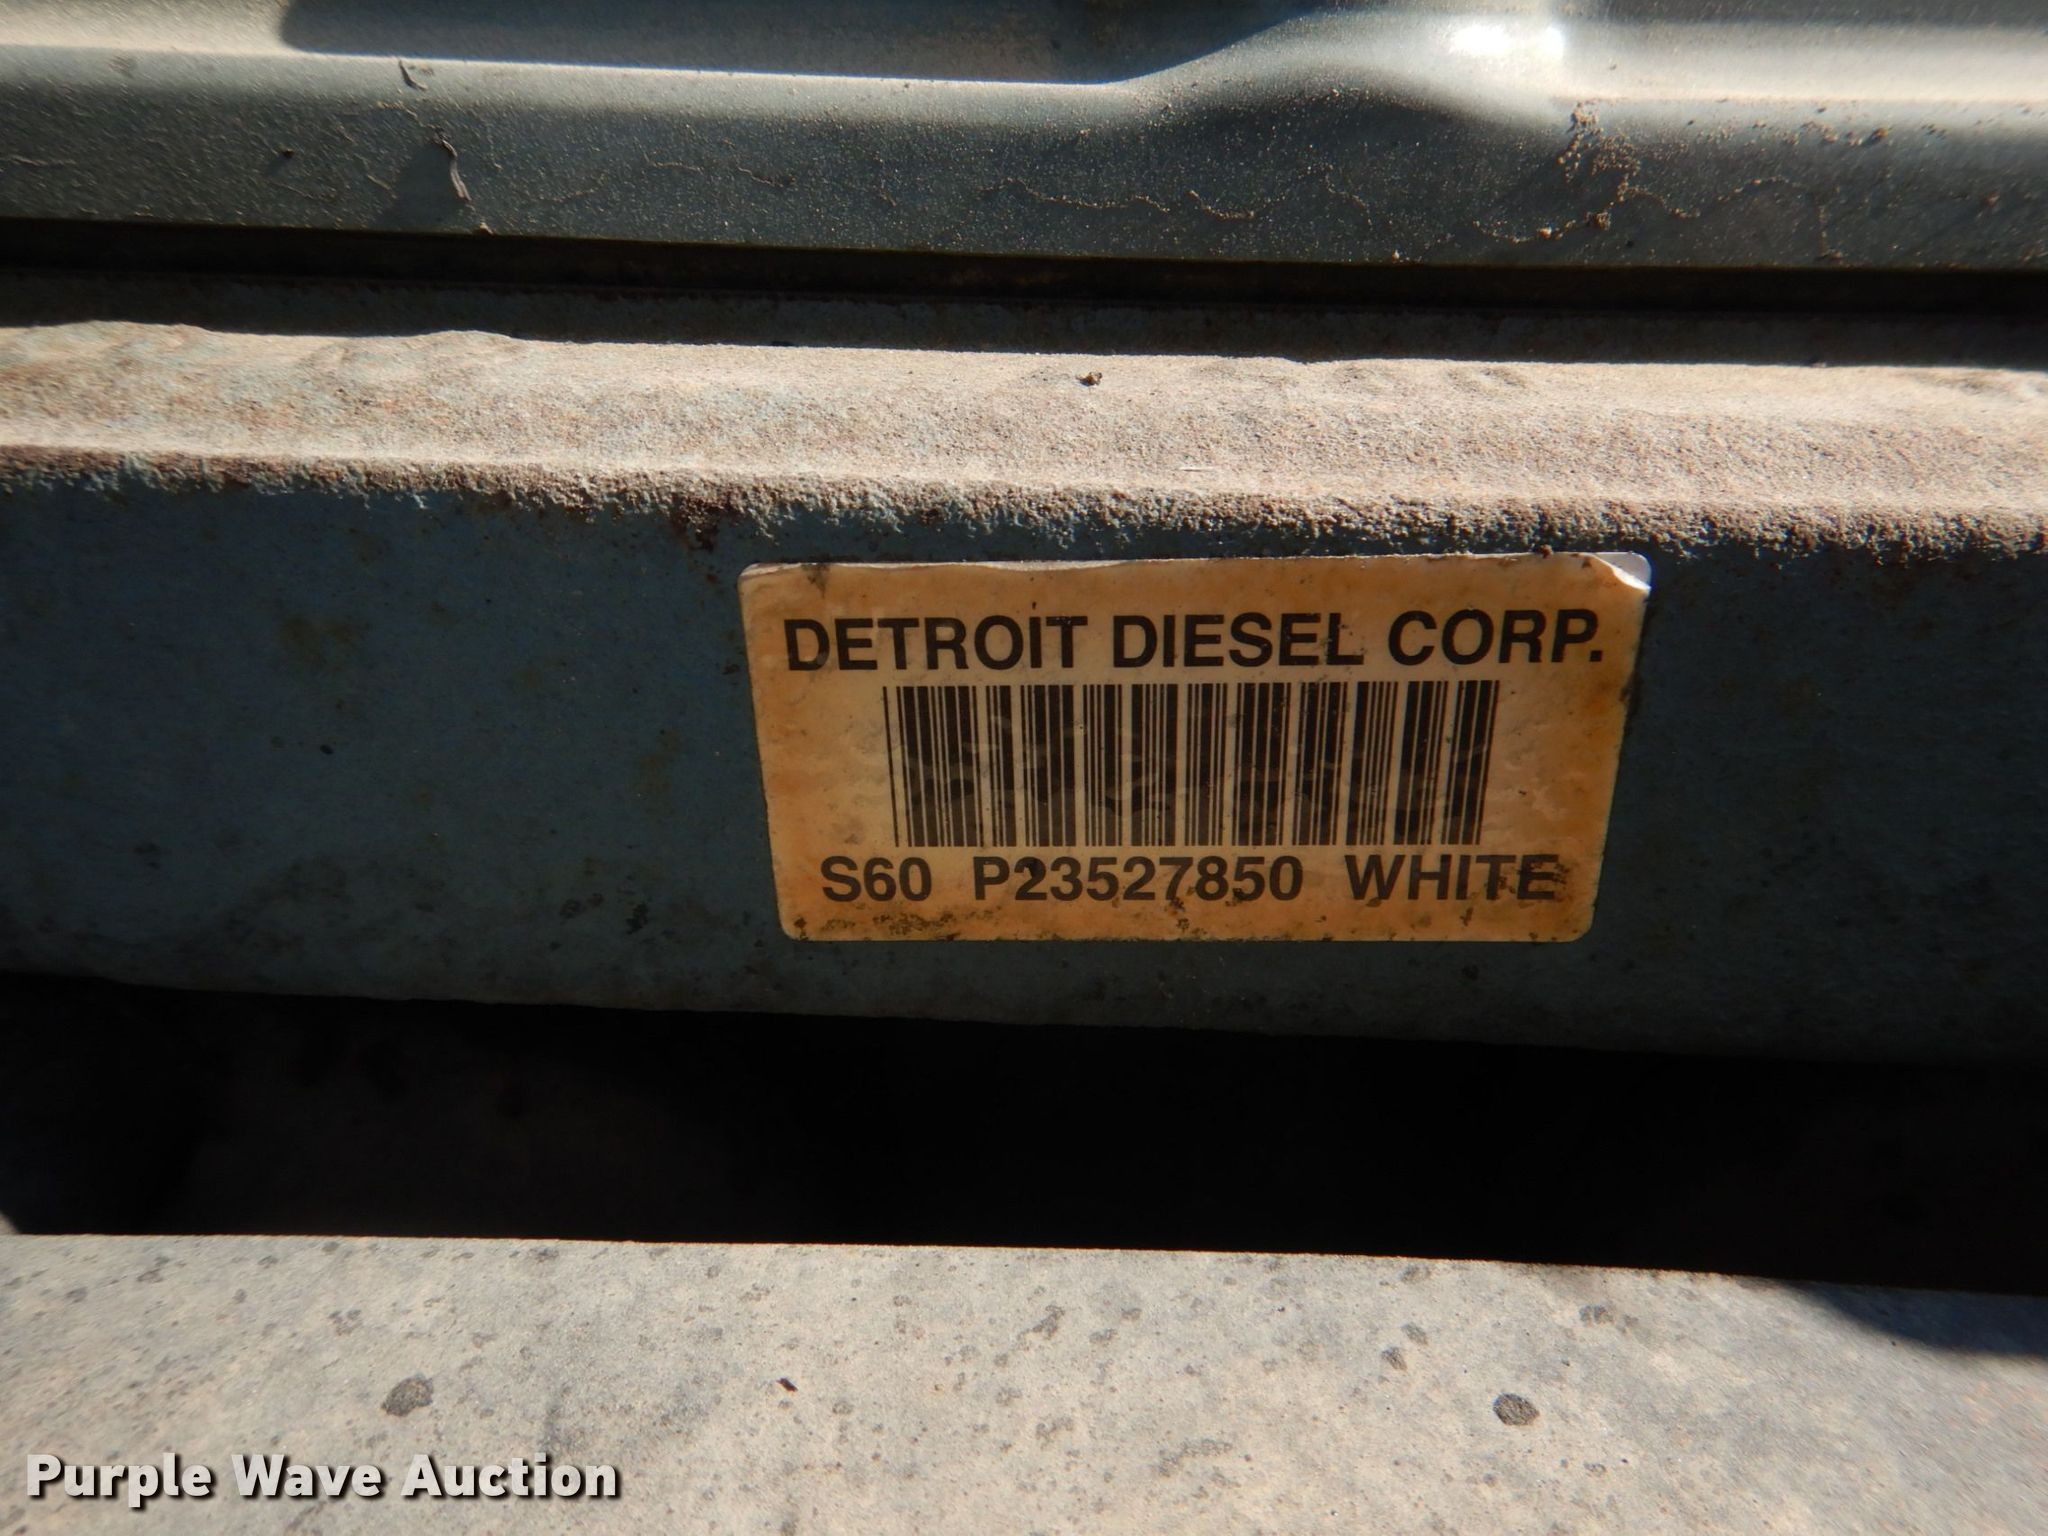 DETROIT DIESEL CORP.
S60 P23527850 WHITE
Purple Wave Auction